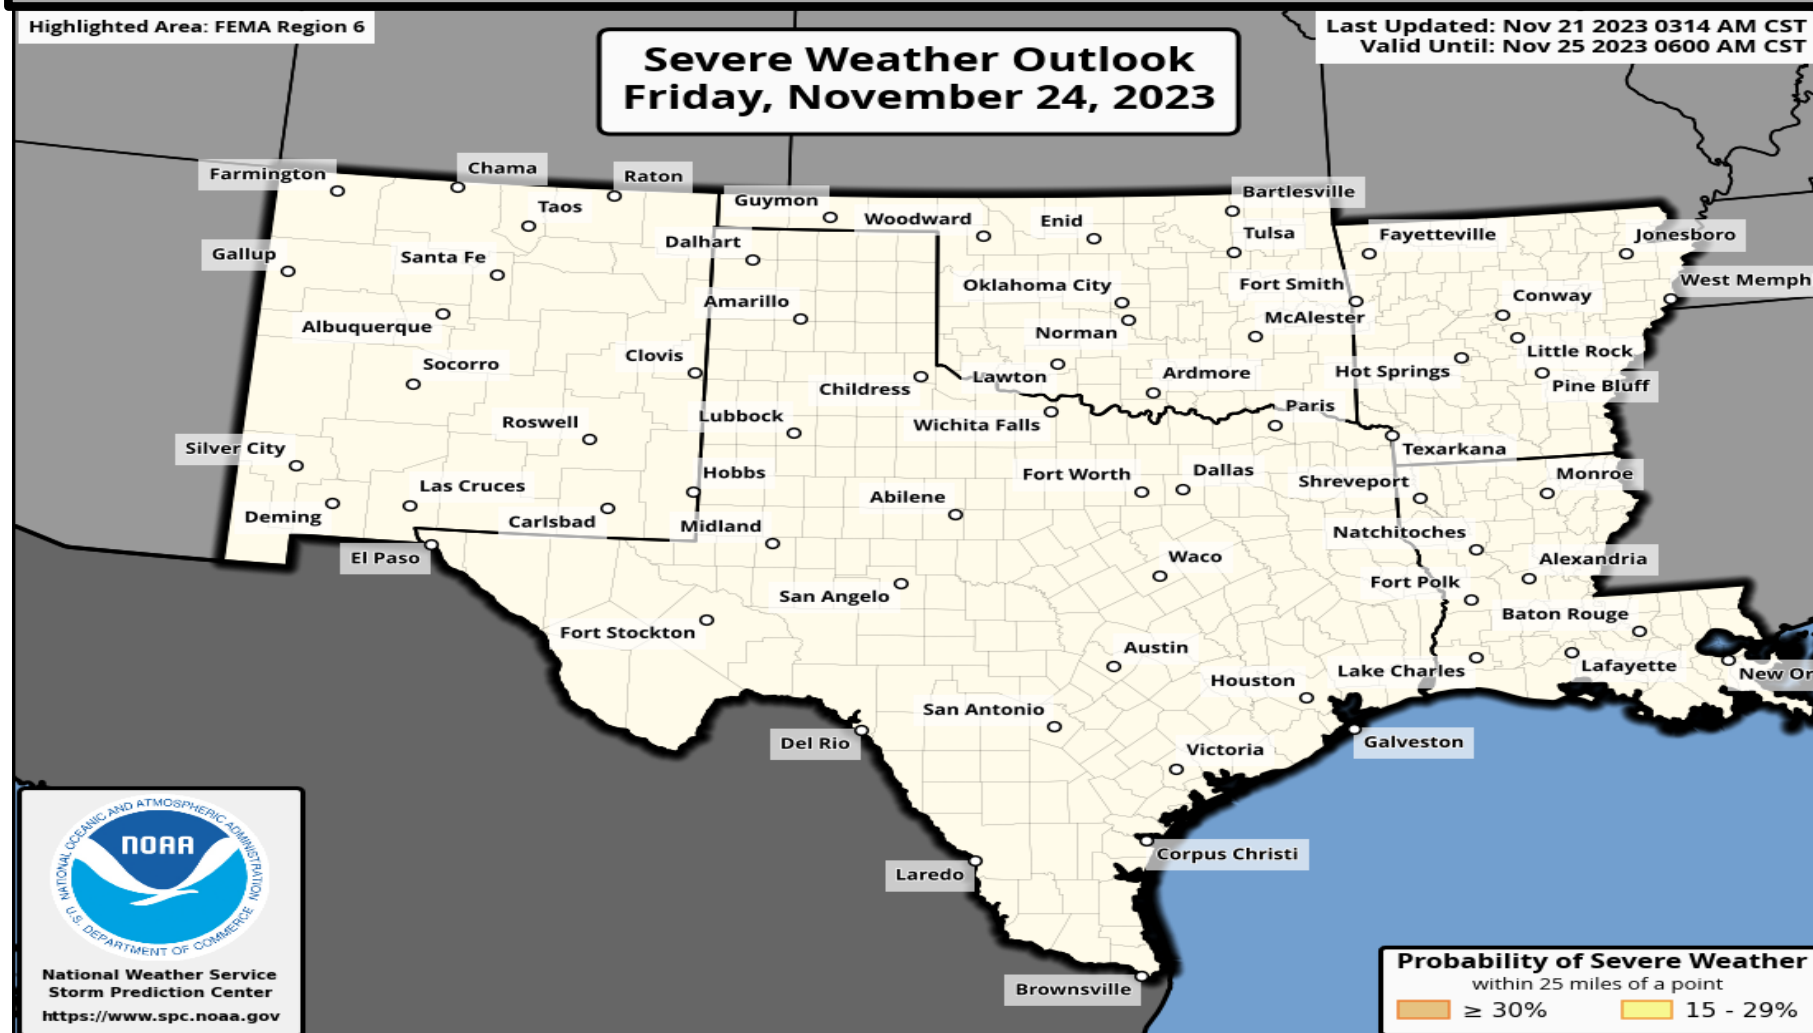 Highlighted Area: FEMA Region 6
Severe Weather Outlook
Friday, November 24, 2023
Last Updated: Nov 21 2023 0314 AM CST
Valid Until: Nov 25 2023 0600 AM CST
Farmington
Chama
Raton
Taos
Guymon
Woodward
Enid
Bartlesville
Gallup
Santa Fe
Dalhart
Tulsa
Fayetteville
Jonesboro
Albuquerque
Amarillo
Oklahoma City
Fort Smith
Conway
West Memph
Socorro
Clovis
Norman
McAlester
Little Rock
Childress
Lawton
Ardmore
Hot Springs
Pine Bluff
Roswell
Lubbock
Wichita Falls
Paris
Silver City
Hobbs
Texarkana
Las Cruces
Abilene
Fort Worth
Dallas
Shreveport
Monroe
Deming
Carlsbad
Midland
Natchitoches
El Paso
Waco
Alexandria
San Angelo
Fort Polk
Fort Stockton
Baton Rouge
Austin
Lake Charles
Lafayette
New Or
Houston
San Antonio
Del Rio
Victoria
Galveston
Corpus Christi
Laredo
Brownsville
NATIONAL OCEANIC AND ATMOSPHERIC ADMINISTRATION
NOAA
U.S. DEPARTMENT OF COMMERCE
National Weather Service
Storm Prediction Center
https://www.spc.noaa.gov
Probability of Severe Weather
within 25 miles of a point
≥ 30%
15 - 29%